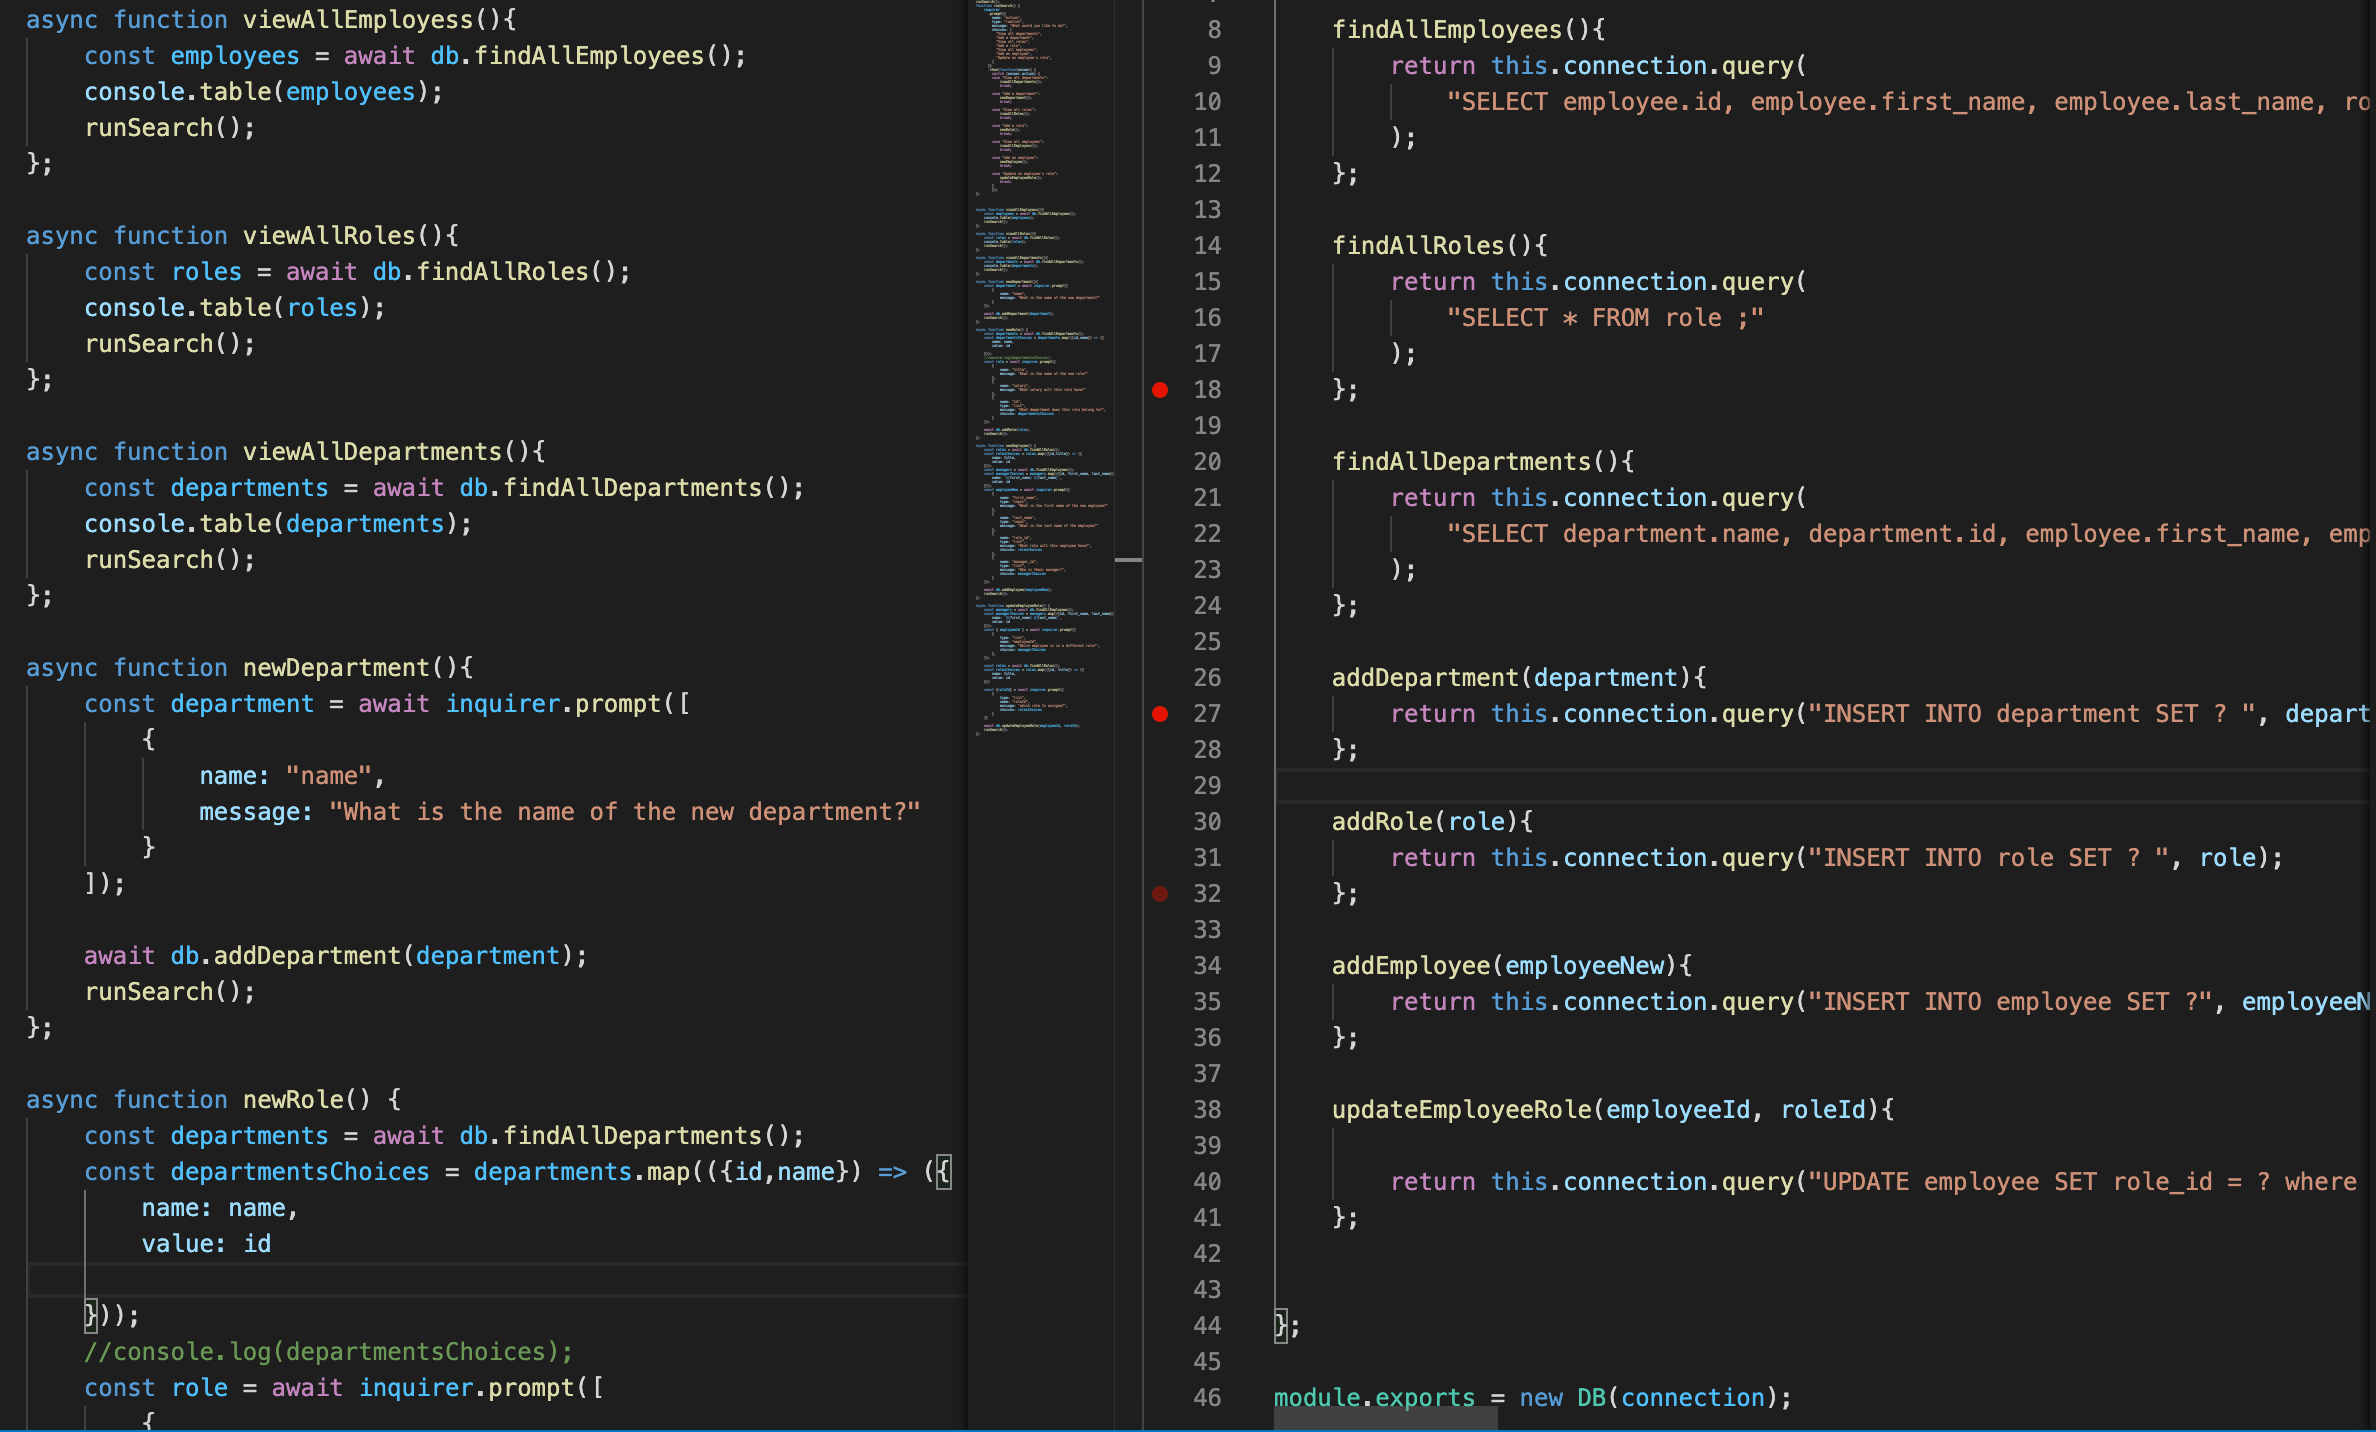 async function viewAllEmployess(){
    const employees = await db.findAllEmployees();
    console.table(employees);
    runSearch();
};

async function viewAllRoles(){
    const roles = await db.findAllRoles();
    console.table(roles);
    runSearch();
};

async function viewAllDepartments(){
    const departments = await db.findAllDepartments();
    console.table(departments);
    runSearch();
};

async function newDepartment(){
    const department = await inquirer.prompt([
        {
            name: "name",
            message: "What is the name of the new department?"
        }
    ]);

    await db.addDepartment(department);
    runSearch();
};

async function newRole() {
    const departments = await db.findAllDepartments();
    const departmentsChoices = departments.map(({id,name}) => ({
        name: name,
        value: id

    }));
    //console.log(departmentsChoices);
    const role = await inquirer.prompt([
        {
8 findAllEmployees(){
9     return this.connection.query(
10         "SELECT employee.id, employee.first_name, employee.last_name, ro
11     );
12 };
13
14 findAllRoles(){
15     return this.connection.query(
16         "SELECT * FROM role ;"
17     );
18 };
19
20 findAllDepartments(){
21     return this.connection.query(
22         "SELECT department.name, department.id, employee.first_name, emp
23     );
24 };
25
26 addDepartment(department){
27     return this.connection.query("INSERT INTO department SET ? ", depart
28 };
29
30 addRole(role){
31     return this.connection.query("INSERT INTO role SET ? ", role);
32 };
33
34 addEmployee(employeeNew){
35     return this.connection.query("INSERT INTO employee SET ?", employeeN
36 };
37
38 updateEmployeeRole(employeeId, roleId){
39
40     return this.connection.query("UPDATE employee SET role_id = ? where
41 };
42
43
44 };
45
46 module.exports = new DB(connection);